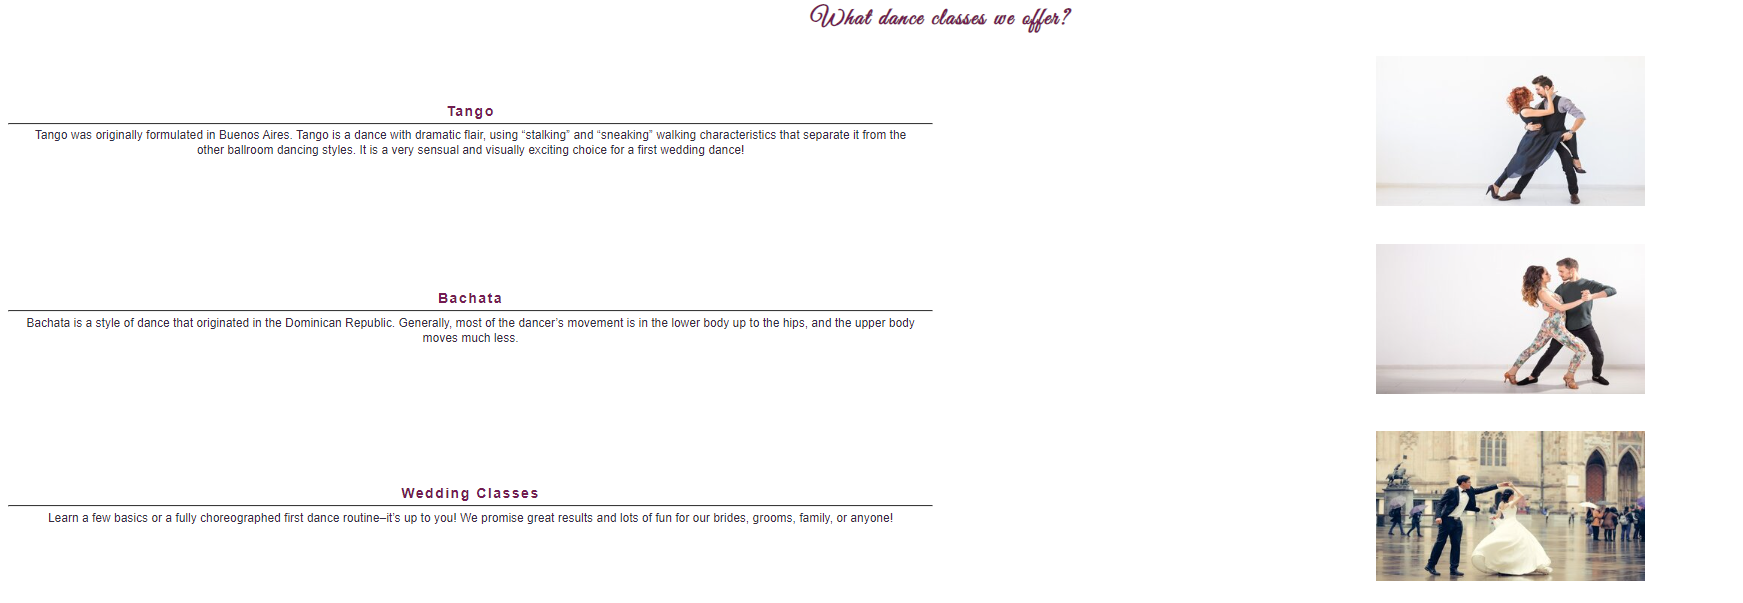 What dance classes we offer?
Tango
Tango was originally formulated in Buenos Aires. Tango is a dance with dramatic flair, using “stalking” and “sneaking” walking characteristics that separate it from the
other ballroom dancing styles. It is a very sensual and visually exciting choice for a first wedding dance!
Bachata
Bachata is a style of dance that originated in the Dominican Republic. Generally, most of the dancer’s movement is in the lower body up to the hips, and the upper body
moves much less.
Wedding Classes
Learn a few basics or a fully choreographed first dance routine–it’s up to you! We promise great results and lots of fun for our brides, grooms, family, or anyone!